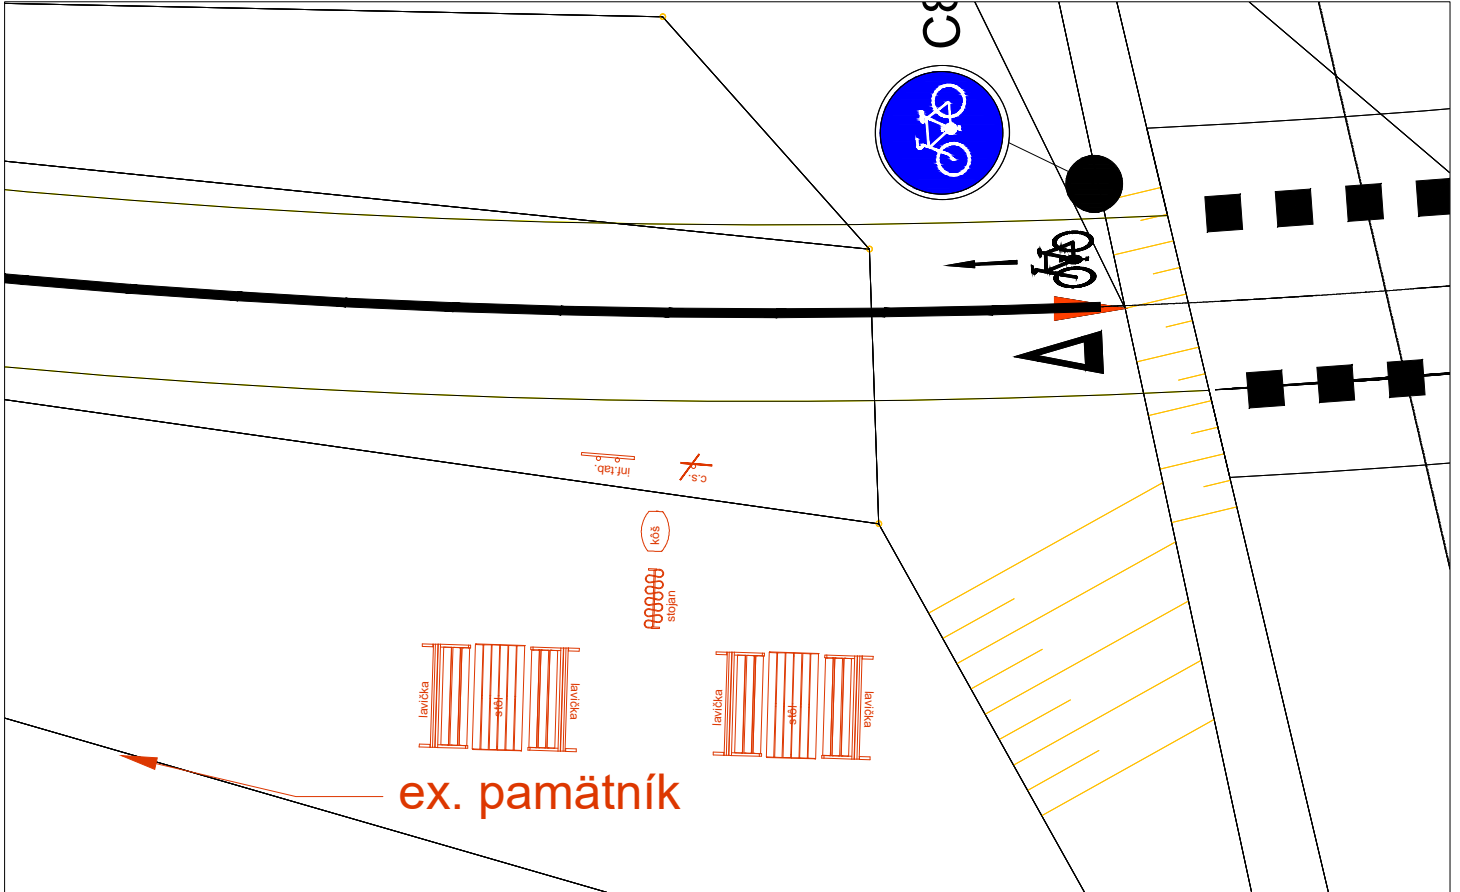 C8
inf.tab.
c.s.
kôš
stojan
lavička
stôl
lavička
lavička
stôl
lavička
ex. pamätník